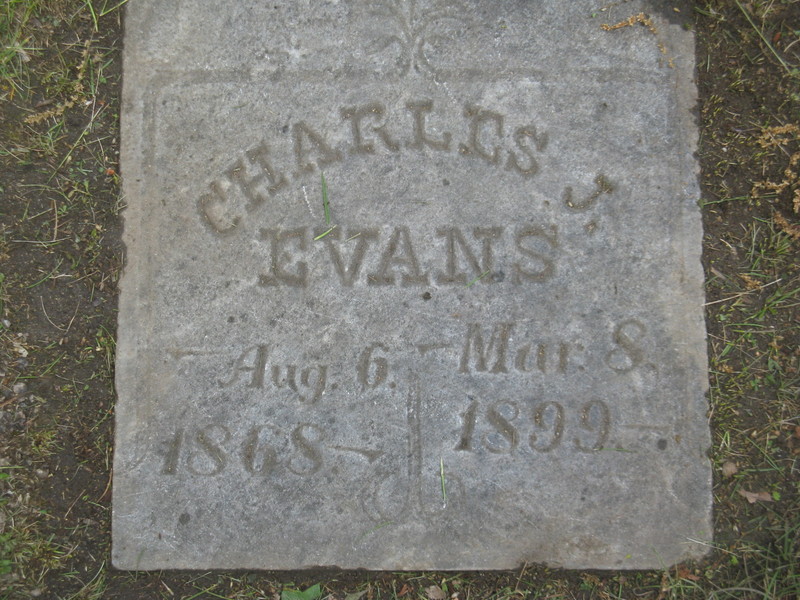 CHARLES J.
EVANS
Aug. 6. Mar. 8.
1868 1899